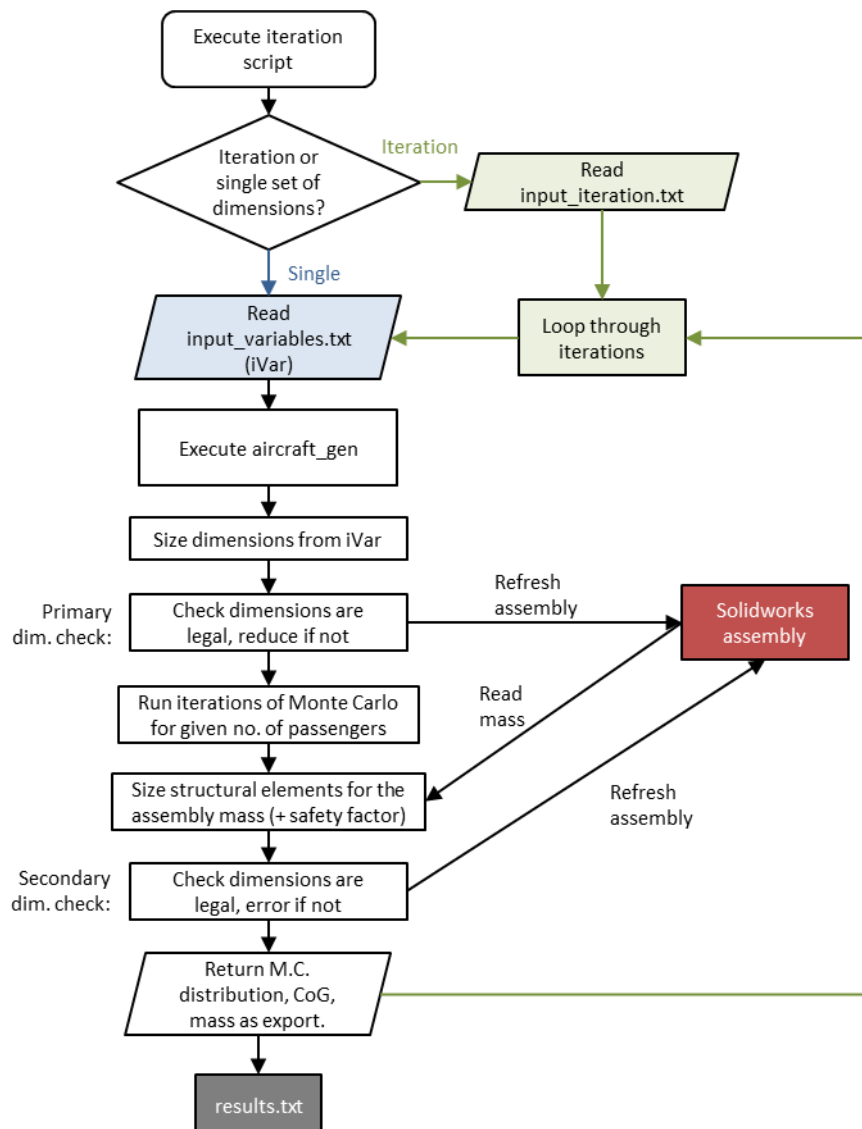 Execute iteration
script
Iteration or
single set of
dimensions?
Iteration
Read
input_iteration.txt
Single
Read
input_variables.txt
(iVar)
Loop through
iterations
Execute aircraft_gen
Size dimensions from iVar
Primary
dim. check:
Check dimensions are
legal, reduce if not
Refresh
assembly
Solidworks
assembly
Run iterations of Monte Carlo
for given no. of passengers
Read
mass
Size structural elements for the
assembly mass (+ safety factor)
Refresh
assembly
Secondary
dim. check:
Check dimensions are
legal, error if not
Return M.C.
distribution, CoG,
mass as export.
results.txt